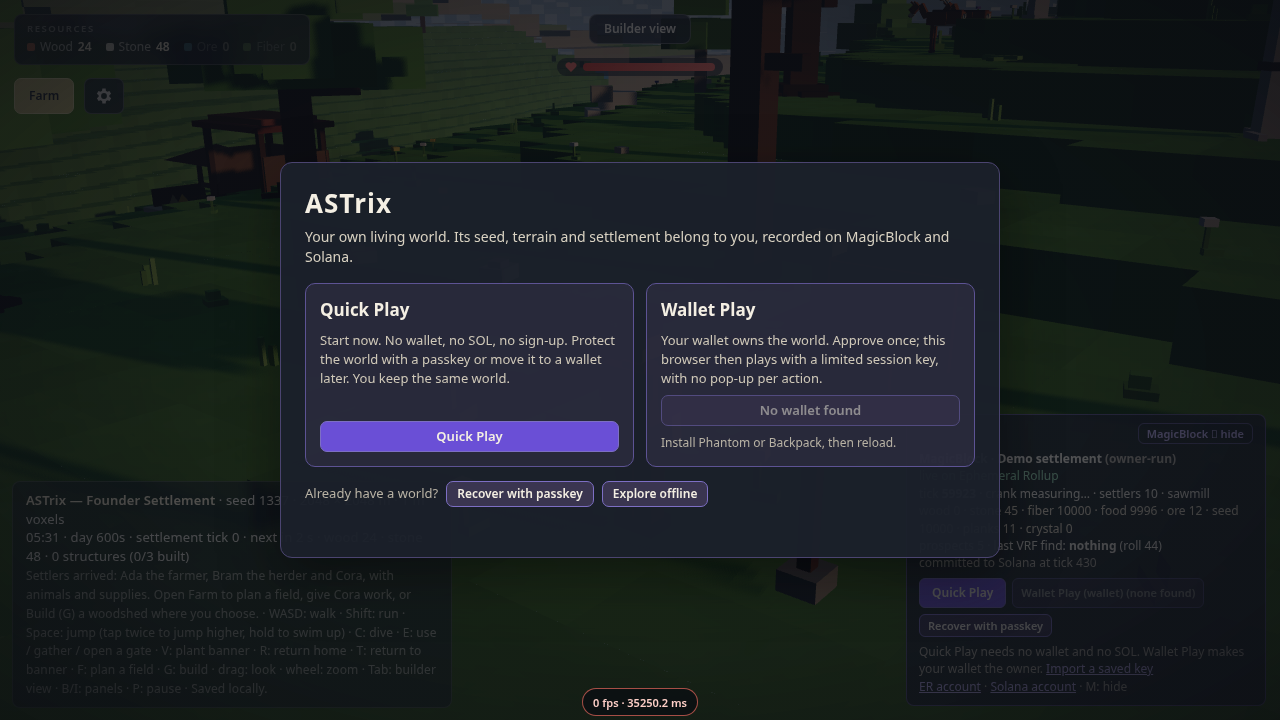 RESOURCES
Wood 24 Stone 48 Ore 0 Fiber 0
Builder view
Farm
ASTrix
Your own living world. Its seed, terrain and settlement belong to you, recorded on MagicBlock and
Solana.
Quick Play
Start now. No wallet, no SOL, no sign-up. Protect
the world with a passkey or move it to a wallet
later. You keep the same world.
Quick Play
Wallet Play
Your wallet owns the world. Approve once; this
browser then plays with a limited session key,
with no pop-up per action.
No wallet found
Install Phantom or Backpack, then reload.
Already have a world? Recover with passkey Explore offline
ASTrix — Founder Settlement · seed 133
voxels
05:31 · day 600s · settlement tick 0 · next
48 · 0 structures (0/3 built)
Settlers arrived: Ada the farmer, Bram the herder and Cora, with
animals and supplies. Open Farm to plan a field, give Cora work, or
Build (G) a woodshed where you choose. · WASD: walk · Shift: run ·
Space: jump (tap twice to jump higher, hold to swim up) · C: dive · E: use
/ gather / open a gate · V: plant banner · R: return home · T: return to
banner · F: plan a field · G: build · drag: look · wheel: zoom · Tab: builder
view · B/I: panels · P: pause · Saved locally.
MagicBlock hide
Demo settlement (owner-run)
Rollup
measuring... · settlers 10 · sawmill
45 · fiber 10000 · food 9996 · ore 12 · seed
11 · crystal 0
VRF find: nothing (roll 44)
committed to Solana at tick 430
Quick Play Wallet Play (wallet) (none found)
Recover with passkey
Quick Play needs no wallet and no SOL. Wallet Play makes
your wallet the owner. Import a saved key
ER account · Solana account · M: hide
0 fps · 35250.2 ms